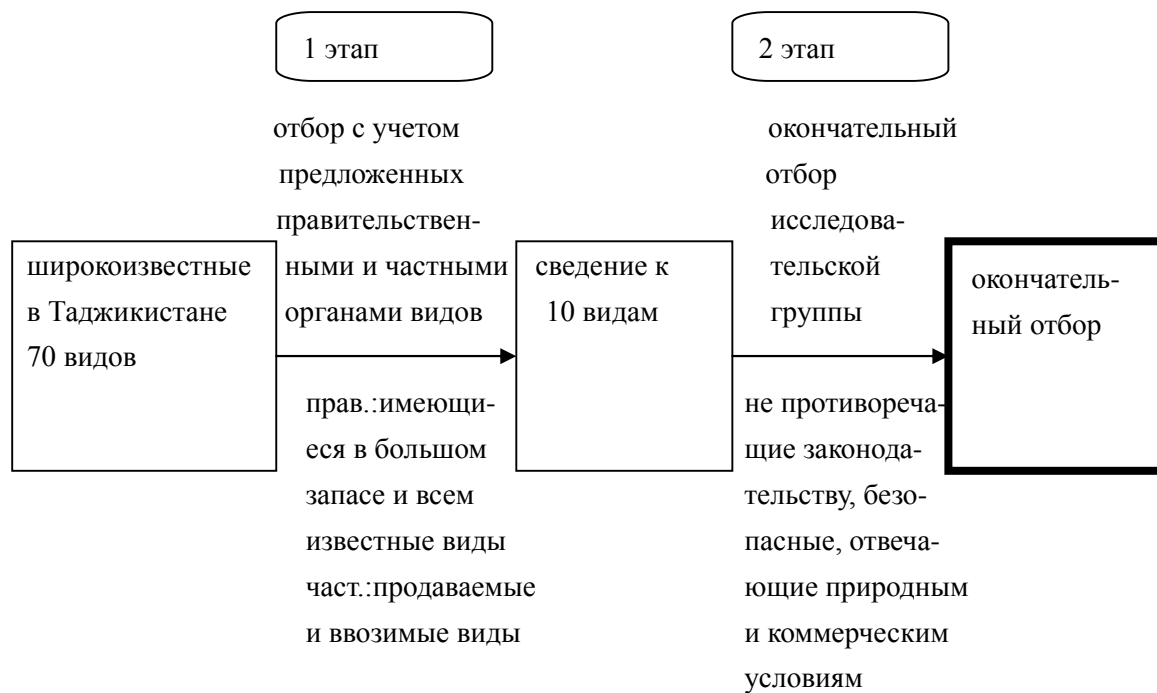 1 этап
2 этап
отбор с учетом
предложенных
правительствен-
ными и частными
органами видов
окончательный
отбор
исследова-
тельской
группы
широкоизвестные
в Таджикистане
70 видов
сведение к
10 видам
окончатель-
ный отбор
прав.:имеющи-
еся в большом
запасе и всем
известные виды
част.:продаваемые
и ввозимые виды
не противореча-
щие законода-
тельству, безо-
пасные, отвеча-
ющие природным
и коммерческим
условиям